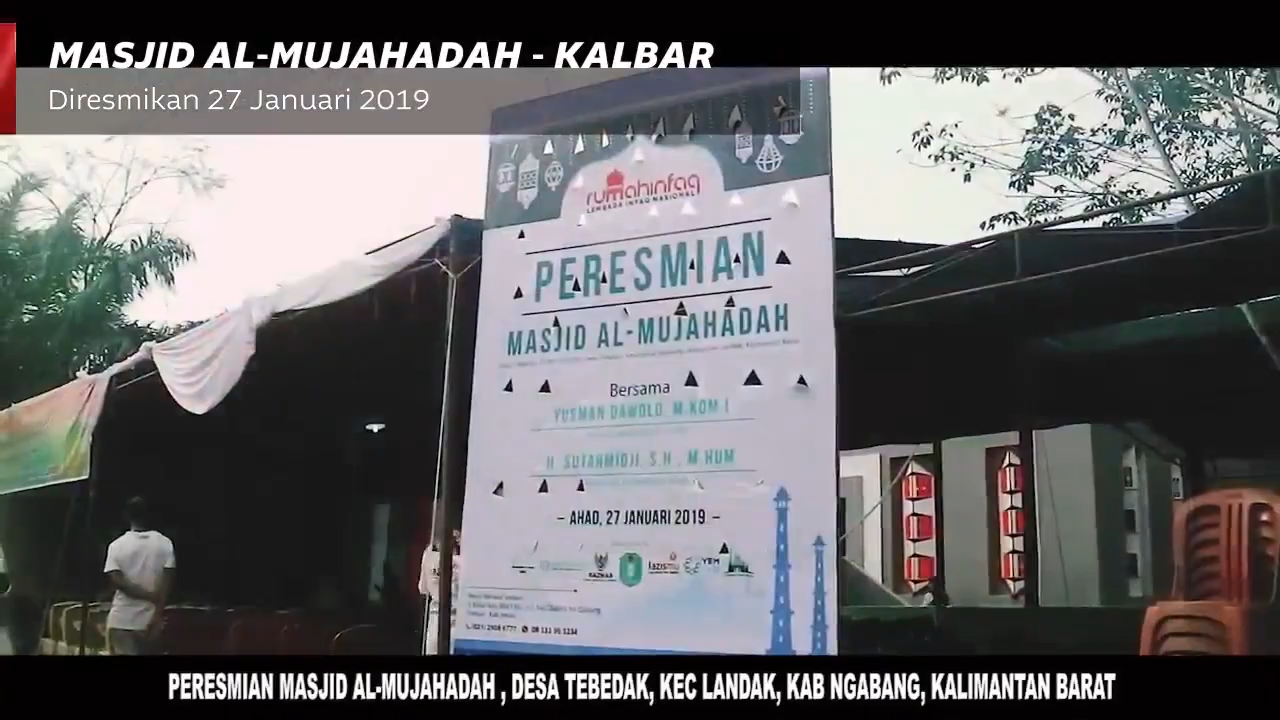 MASJID AL-MUJAHADAH - KALBAR
Diresmikan 27 Januari 2019
rumahinfaq
LEMBAGA INFAQ NASIONAL
PERESMIAN
MASJID AL-MUJAHADAH
Bersama
YUSMAN DAWOLO, M.KOM.I
H. SUTARMIDJI, S.H., M.HUM
– AHAD, 27 JANUARI 2019 –
BAZNAS
lazismu
YBM
PERESMIAN MASJID AL-MUJAHADAH , DESA TEBEDAK, KEC LANDAK, KAB NGABANG, KALIMANTAN BARAT